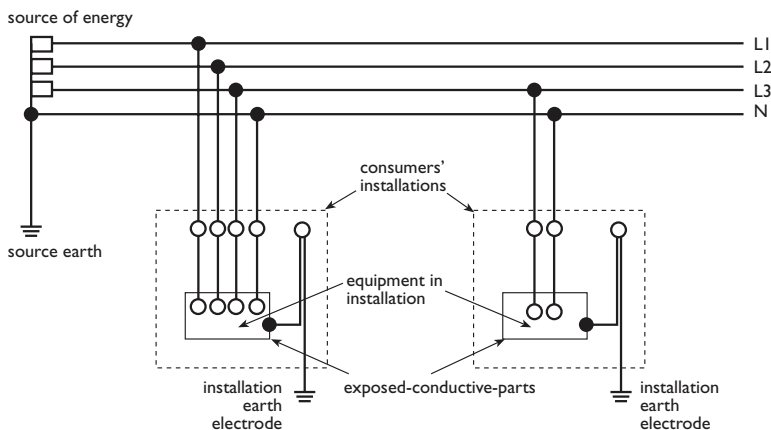 source of energy
L1
L2
L3
N
consumers'
installations
source earth
equipment in
installation
installation
earth
electrode
exposed-conductive-parts
installation
earth
electrode